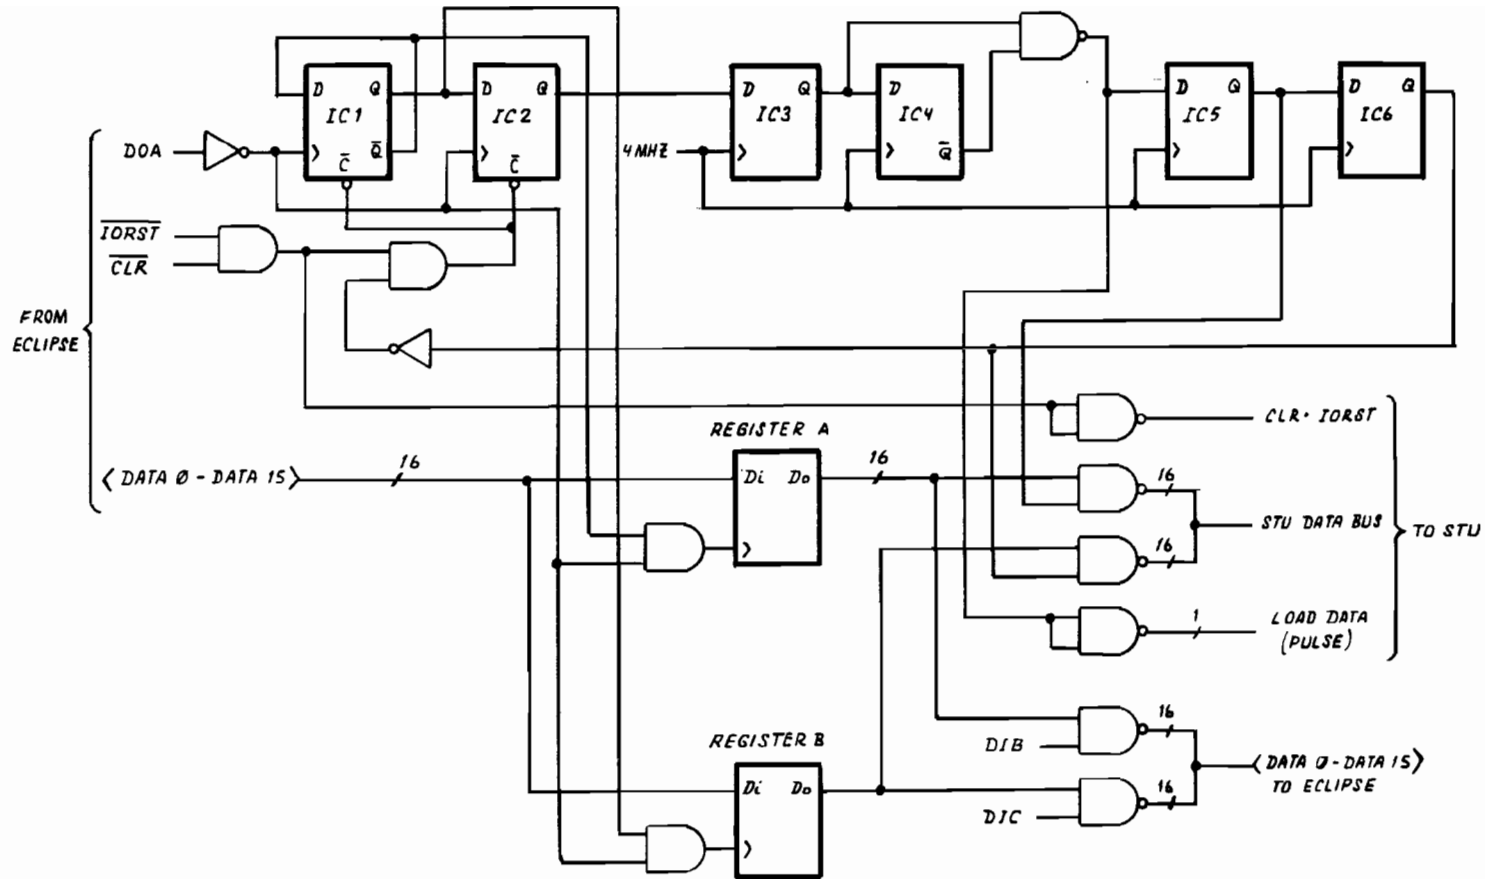 D Q
IC1
Q̅
C̅
D Q
IC2
C̅
D Q
IC3
D Q
IC4
Q̅
D Q
IC5
D Q
IC6
DOA
4MHZ
I̅O̅R̅S̅T̅
C̅L̅R̅
FROM
ECLIPSE
CLR· IORST
REGISTER A
⟨ DATA Ø - DATA 15⟩
16
Di Do
16
16
STU DATA BUS
TO STU
16
1
LOAD DATA
(PULSE)
16
REGISTER B
DIB
⟨DATA Ø - DATA 15⟩
TO ECLIPSE
Di Do
16
DIC